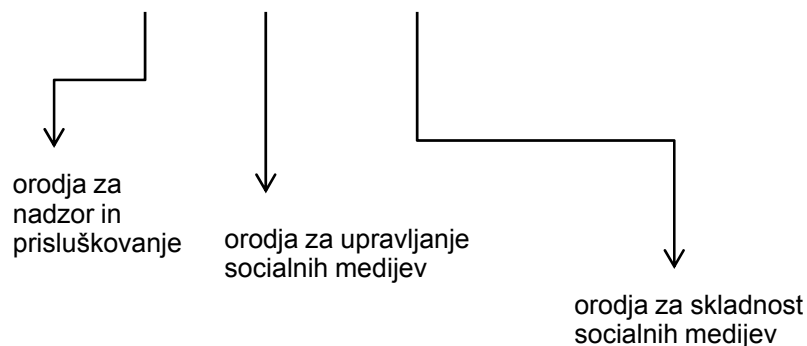 orodja za
nadzor in
prisluškovanje
orodja za upravljanje
socialnih medijev
orodja za skladnost
socialnih medijev